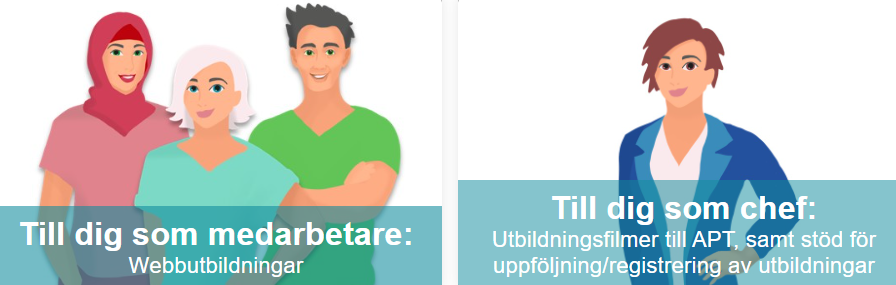 Till dig som medarbetare:
Webbutbildningar
Till dig som chef:
Utbildningsfilmer till APT, samt stöd för
uppföljning/registrering av utbildningar